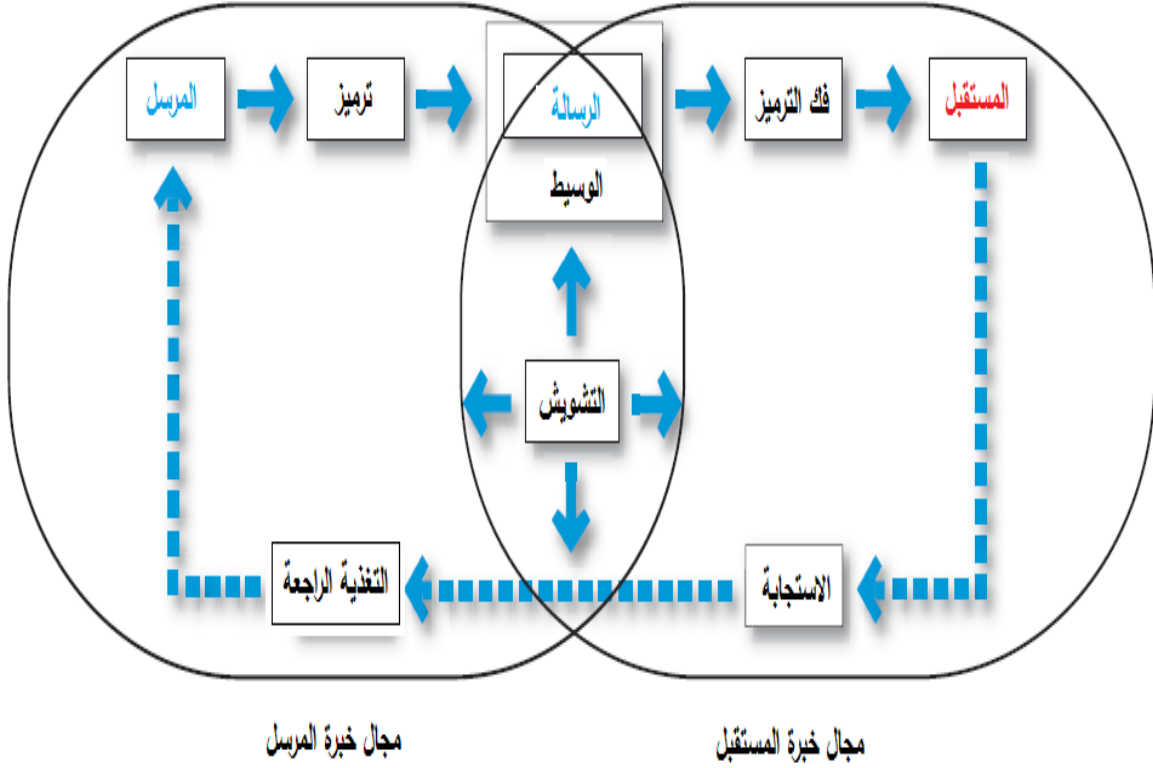 المرسل
ترميز
الرسالة
الوسيط
فك الترميز
المستقبل
التشويش
التغذية الراجعة
الاستجابة
مجال خبرة المرسل
مجال خبرة المستقبل